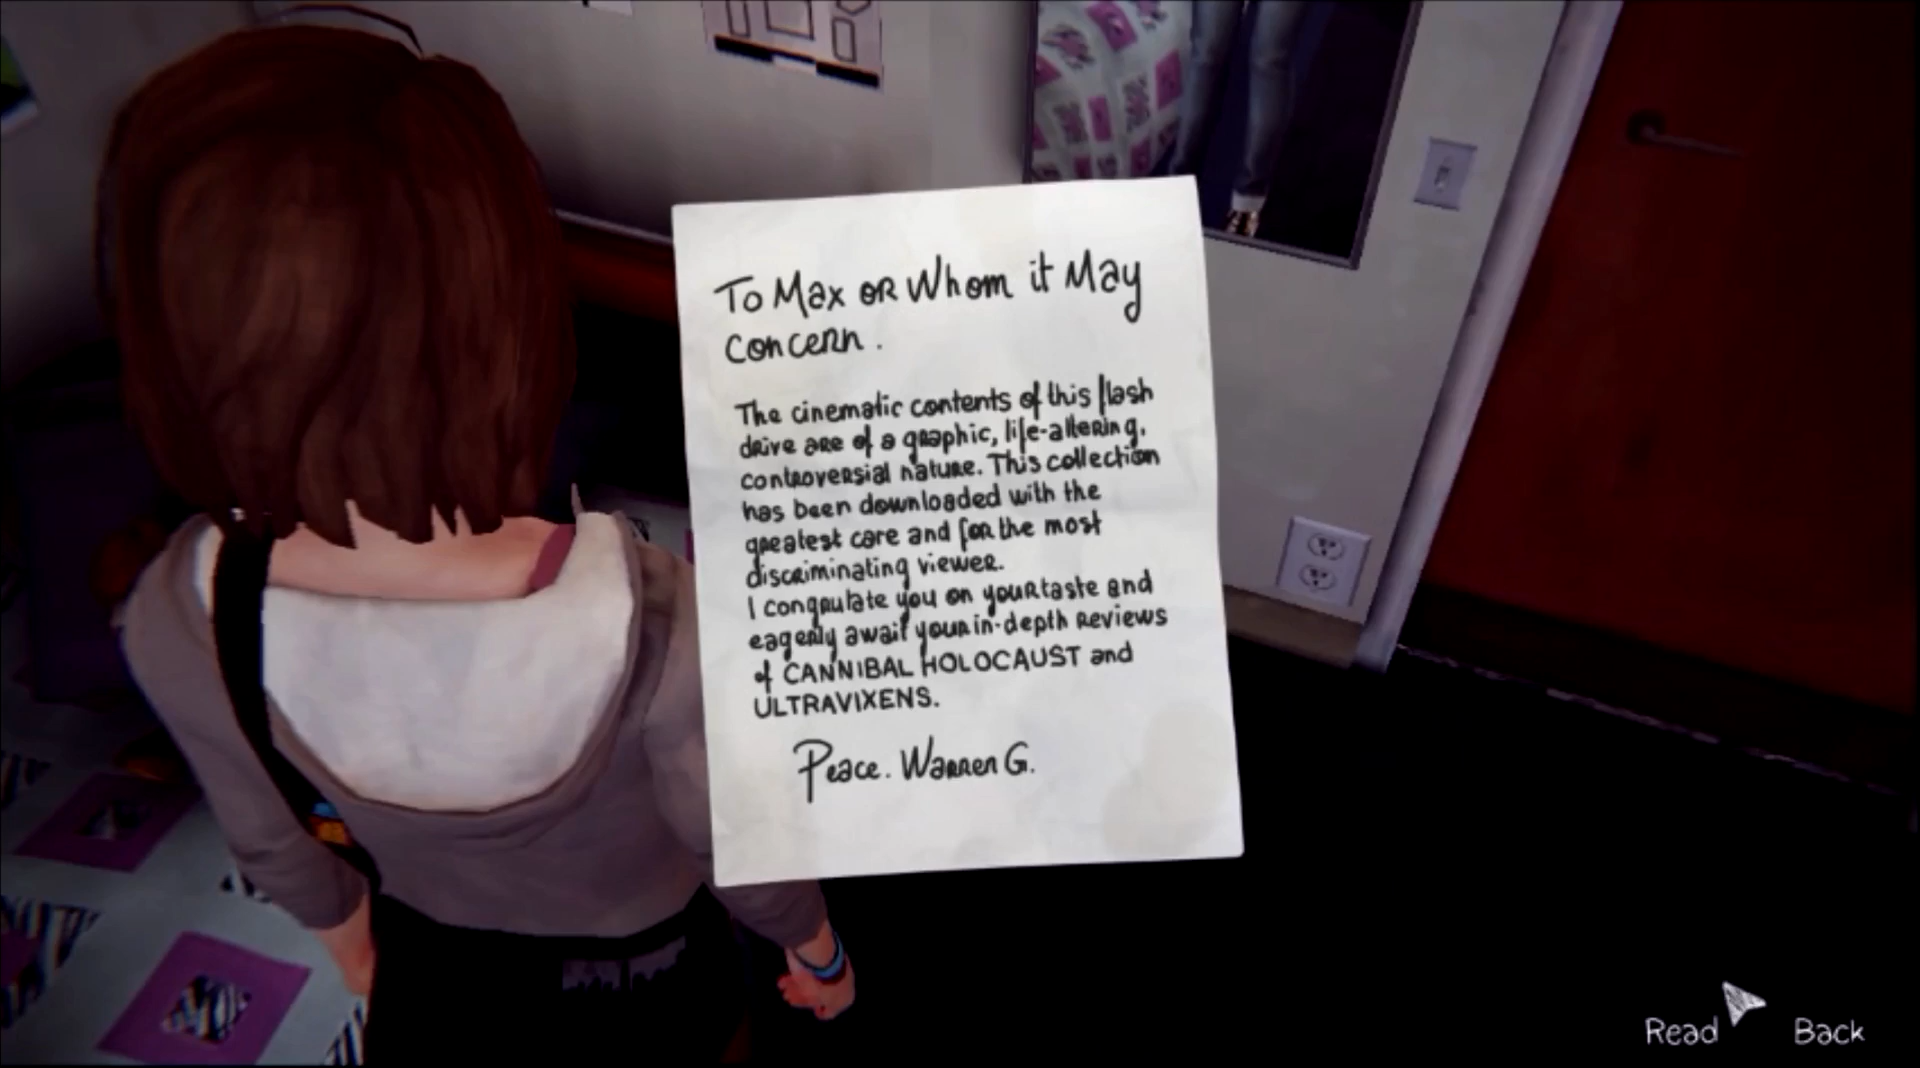 To Max or Whom it May
Concern.
The cinematic contents of this flash
drive are of a graphic, life-altering,
controversial nature. This collection
has been downloaded with the
greatest care and for the most
discriminating viewer.
I congrulate you on your taste and
eagerly await your in-depth reviews
of CANNIBAL HOLOCAUST and
ULTRAVIXENS.
Peace. Warren G.
Read
Back